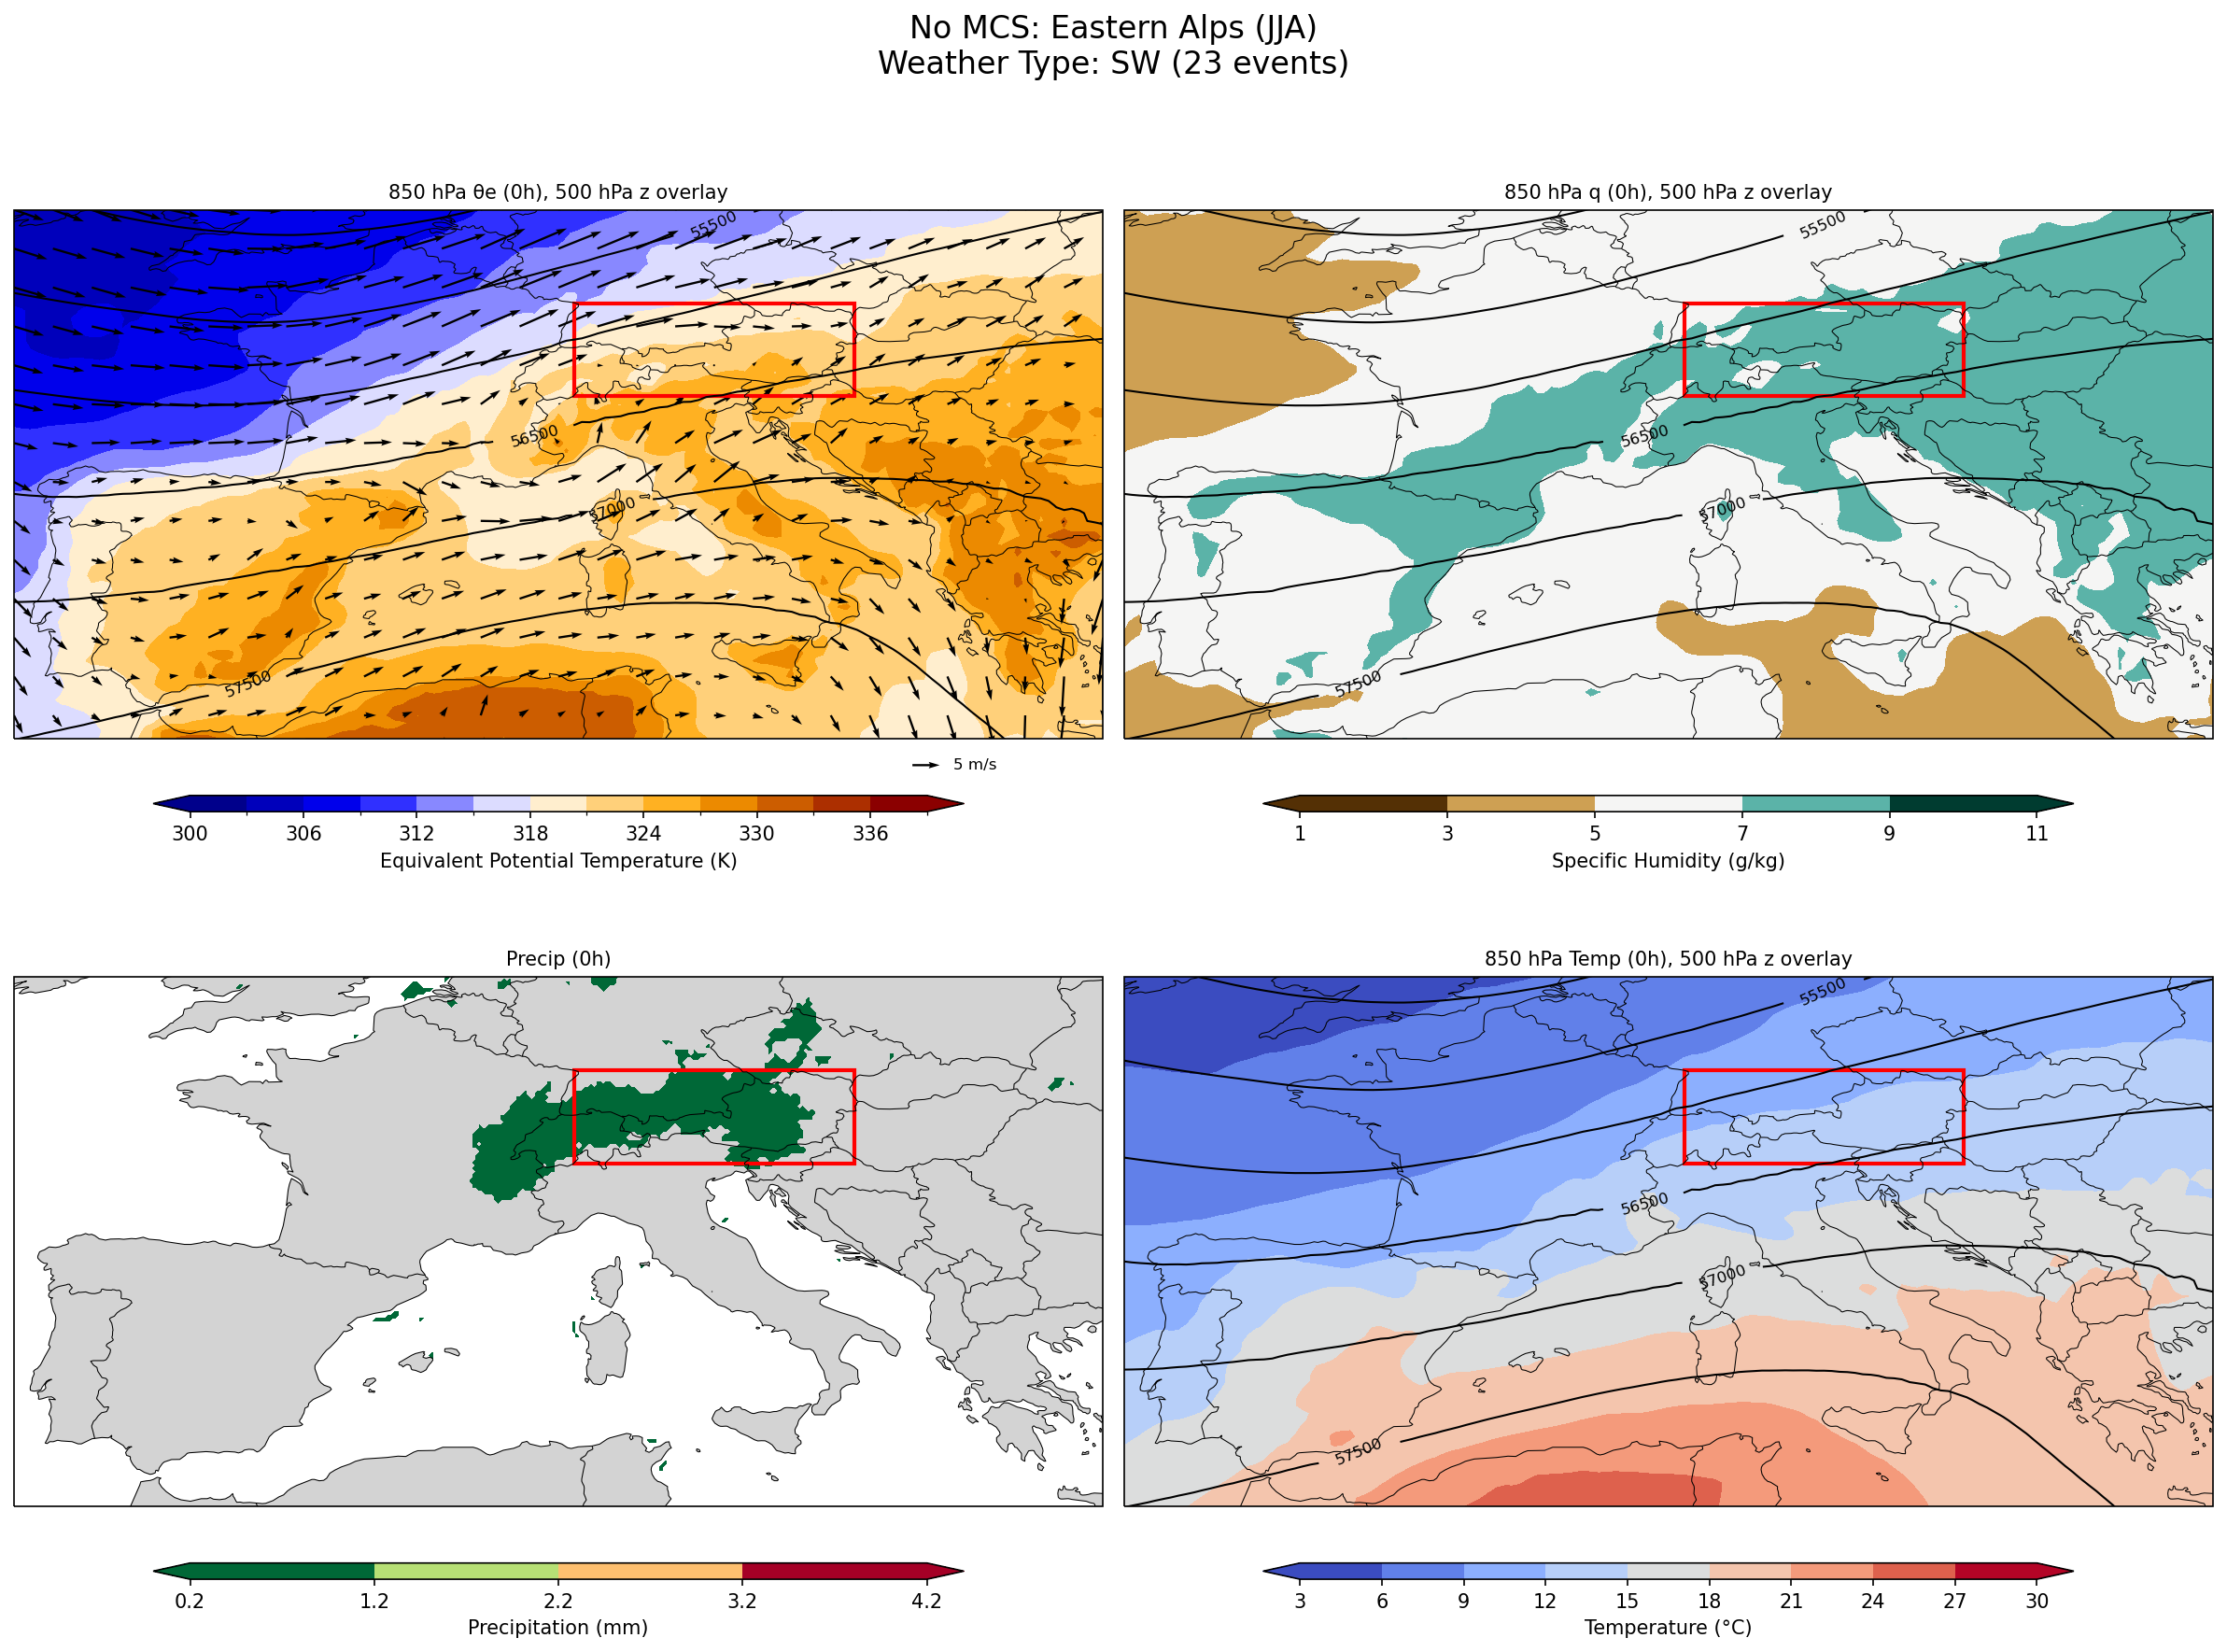 No MCS: Eastern Alps (JJA)
Weather Type: SW (23 events)
850 hPa θe (0h), 500 hPa z overlay
55500
56500
57000
57500
5 m/s
300 306 312 318 324 330 336
Equivalent Potential Temperature (K)
850 hPa q (0h), 500 hPa z overlay
55500
56500
57000
57500
1 3 5 7 9 11
Specific Humidity (g/kg)
Precip (0h)
0.2 1.2 2.2 3.2 4.2
Precipitation (mm)
850 hPa Temp (0h), 500 hPa z overlay
55500
56500
57000
57500
3 6 9 12 15 18 21 24 27 30
Temperature (°C)